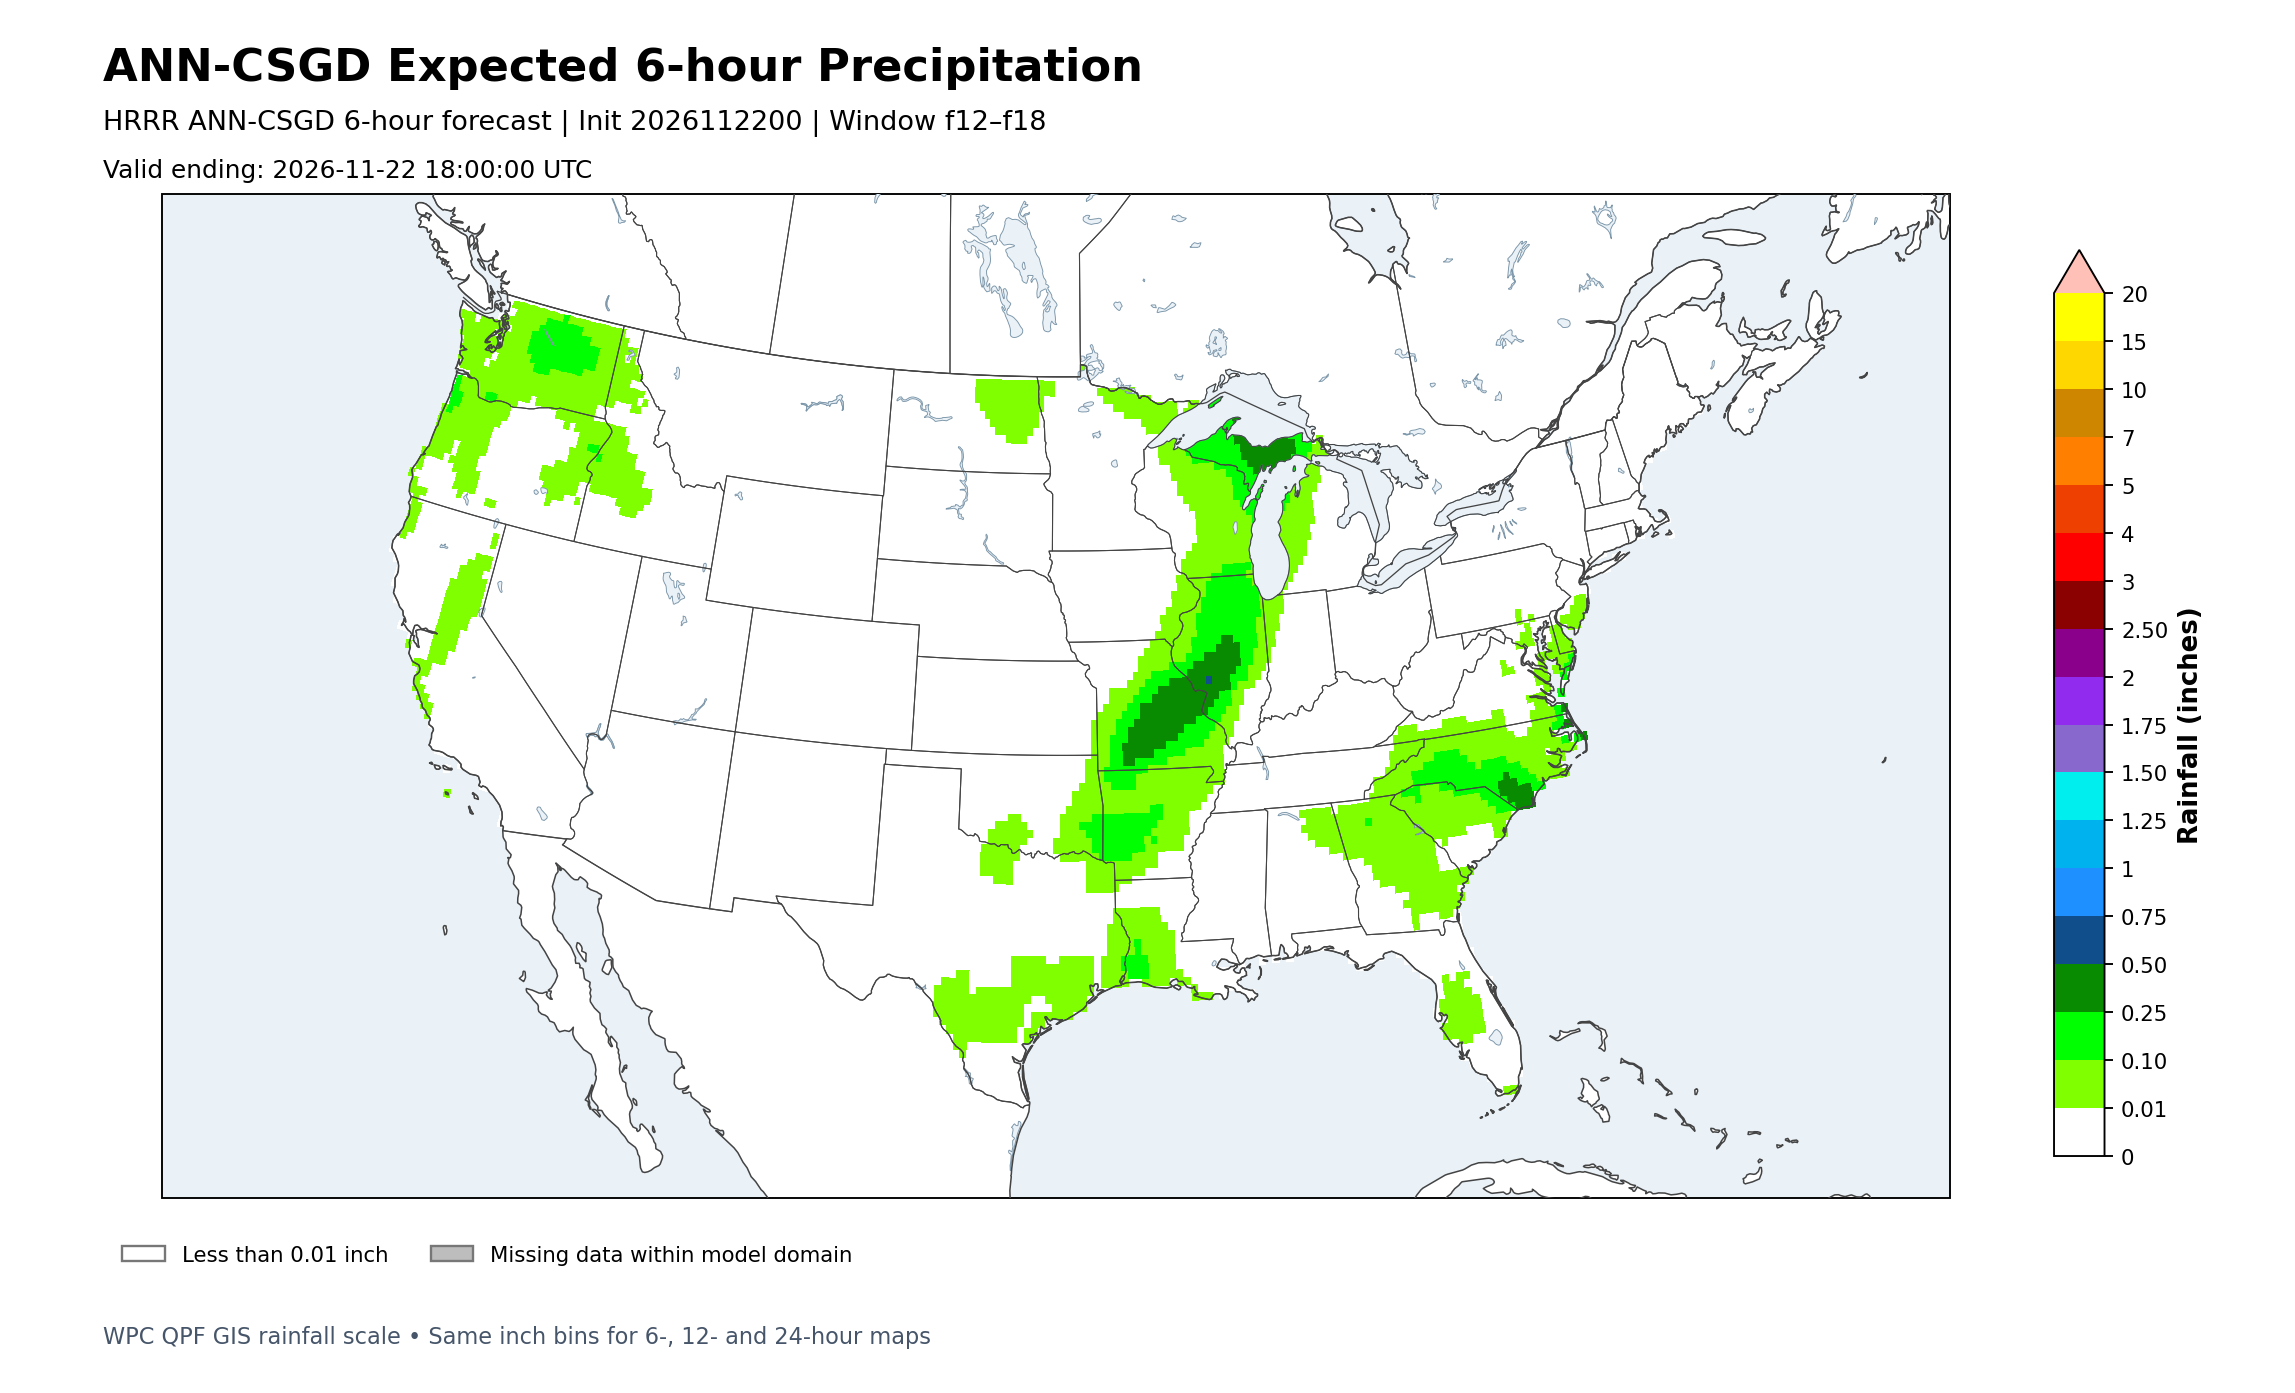 ANN-CSGD Expected 6-hour Precipitation
HRRR ANN-CSGD 6-hour forecast | Init 2026112200 | Window f12–f18
Valid ending: 2026-11-22 18:00:00 UTC
20
15
10
7
5
4
3
2.50
2
1.75
1.50
1.25
1
0.75
0.50
0.25
0.10
0.01
0
Rainfall (inches)
Less than 0.01 inch
Missing data within model domain
WPC QPF GIS rainfall scale • Same inch bins for 6-, 12- and 24-hour maps